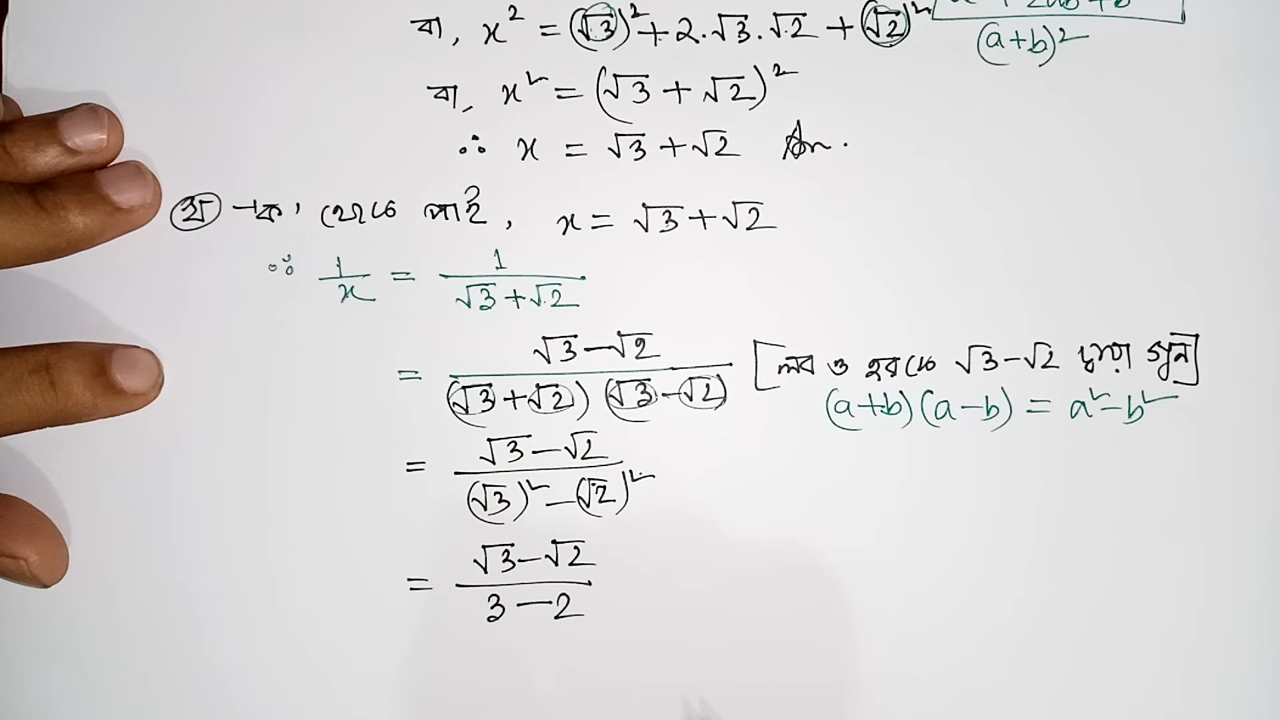 বা, x² = (√3)² + 2·√3·√2 + (√2)²
(a+b)²
বা, x² = (√3 + √2)²
∴ x = √3 + √2 Ans.
খ 'ক' হেতে পাই, x = √3 + √2
∴ 1/x = 1/(√3 + √2)
= (√3 − √2)/((√3 + √2) (√3 − √2)) [লব ও হরকে √3 − √2 দ্বারা গুন]
(a+b)(a−b) = a² − b²
= (√3 − √2)/((√3)² − (√2)²)
= (√3 − √2)/(3 − 2)